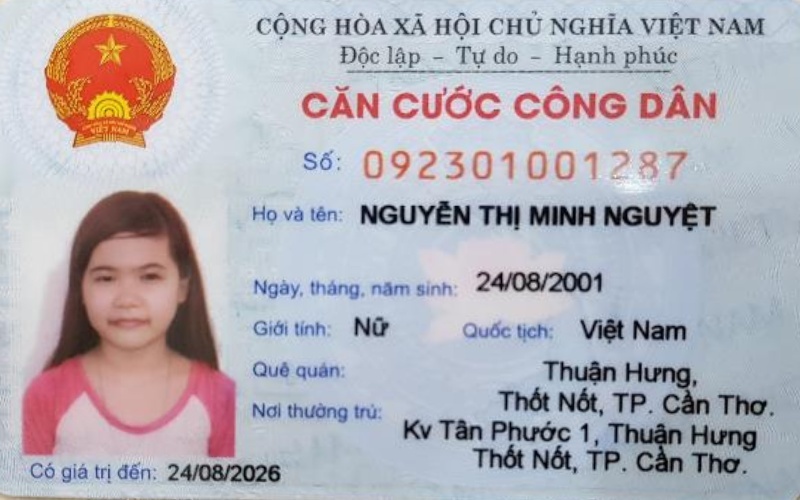 CỘNG HÒA XÃ HỘI CHỦ NGHĨA VIỆT NAM
Độc lập – Tự do – Hạnh phúc
CĂN CƯỚC CÔNG DÂN
VIỆT NAM
Số: 092301001287
Họ và tên: NGUYỄN THỊ MINH NGUYỆT
Ngày, tháng, năm sinh: 24/08/2001
Giới tính: Nữ Quốc tịch: Việt Nam
Quê quán: Thuận Hưng,
Thốt Nốt, TP. Cần Thơ.
Nơi thường trú: Kv Tân Phước 1, Thuận Hưng
Thốt Nốt, TP. Cần Thơ.
Có giá trị đến: 24/08/2026